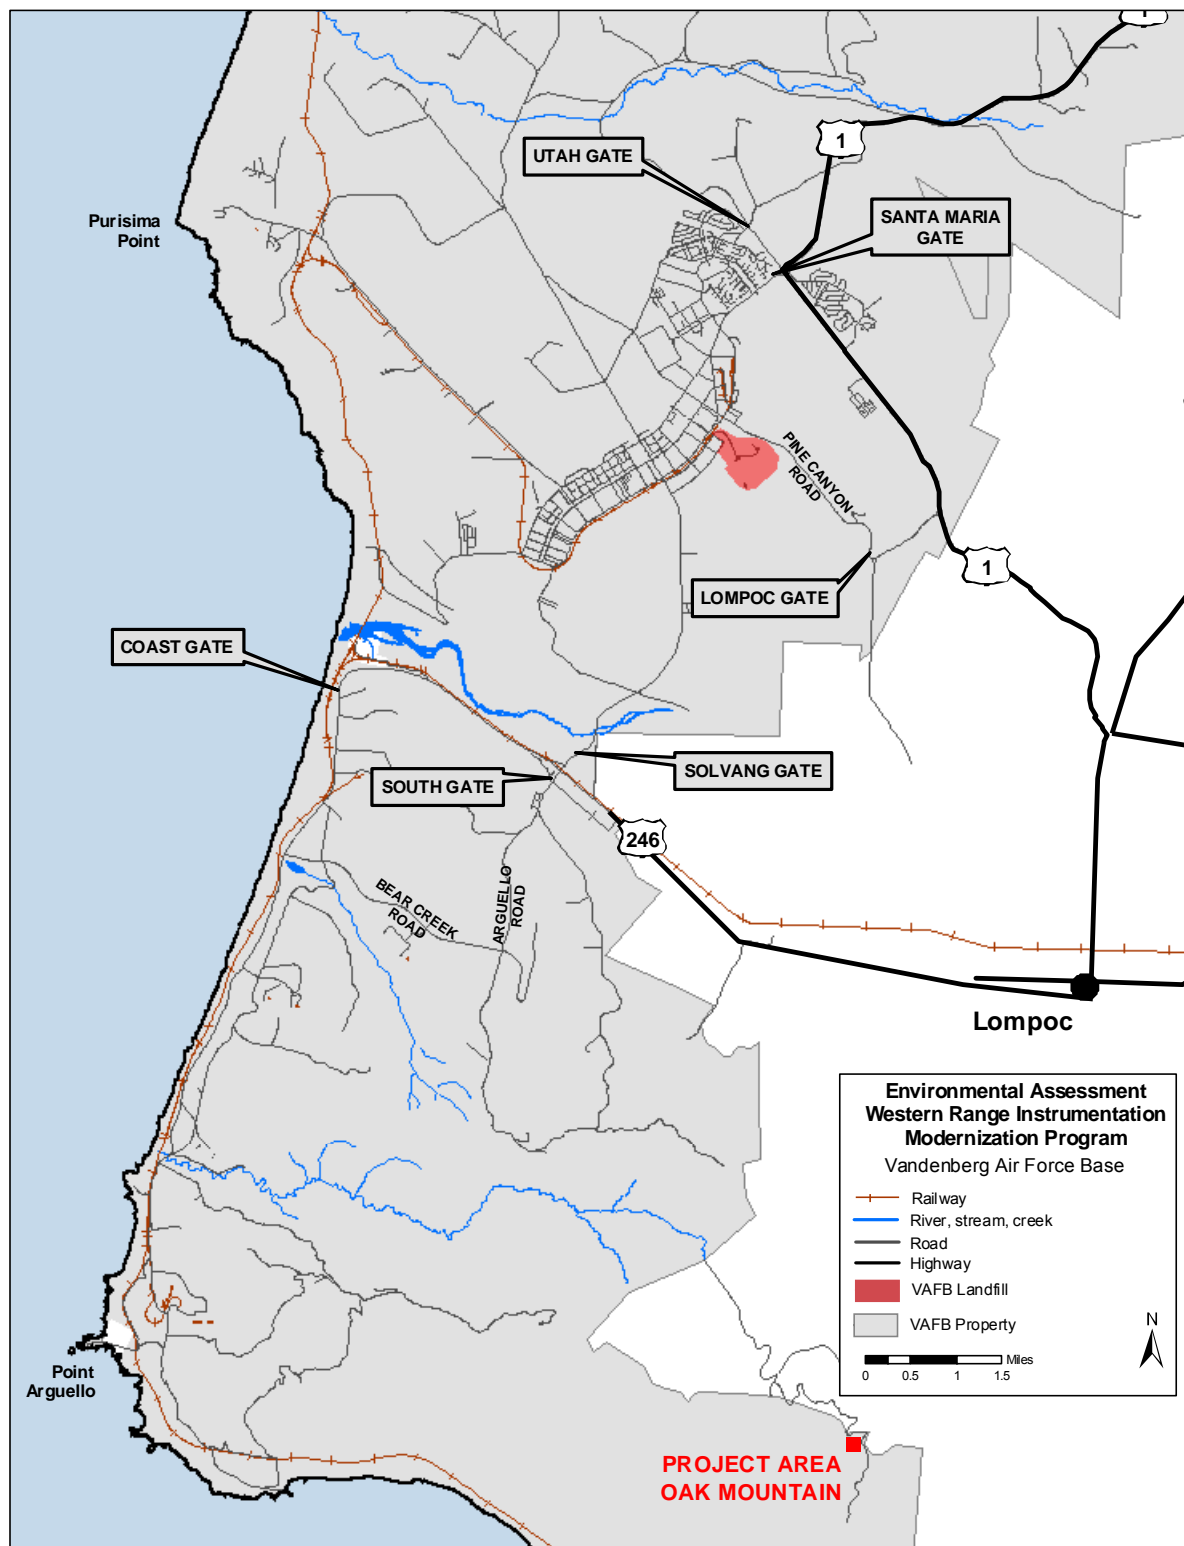 1
UTAH GATE
1
SANTA MARIA
GATE
Purisima
Point
PINE CANYON
ROAD
LOMPOC GATE
1
COAST GATE
SOUTH GATE
SOLVANG GATE
246
BEAR CREEK
ROAD
ARGUELLO
ROAD
Lompoc
Environmental Assessment
Western Range Instrumentation
Modernization Program
Vandenberg Air Force Base
Railway
River, stream, creek
Road
Highway
VAFB Landfill
VAFB Property
N
Miles
0 0.5 1 1.5
Point
Arguello
PROJECT AREA
OAK MOUNTAIN